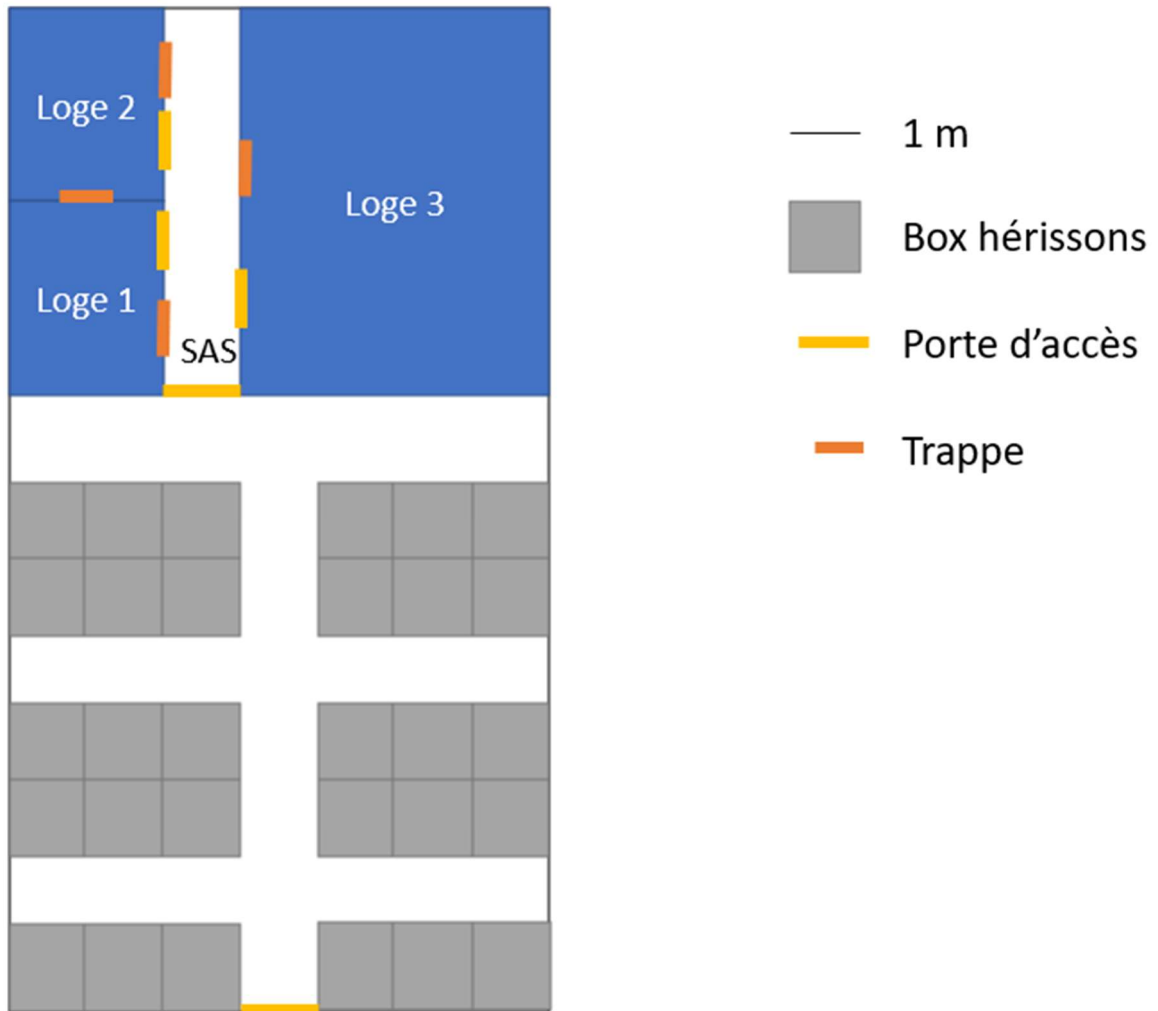 Loge 2
Loge 3
Loge 1
SAS
1 m
Box hérissons
Porte d'accès
Trappe